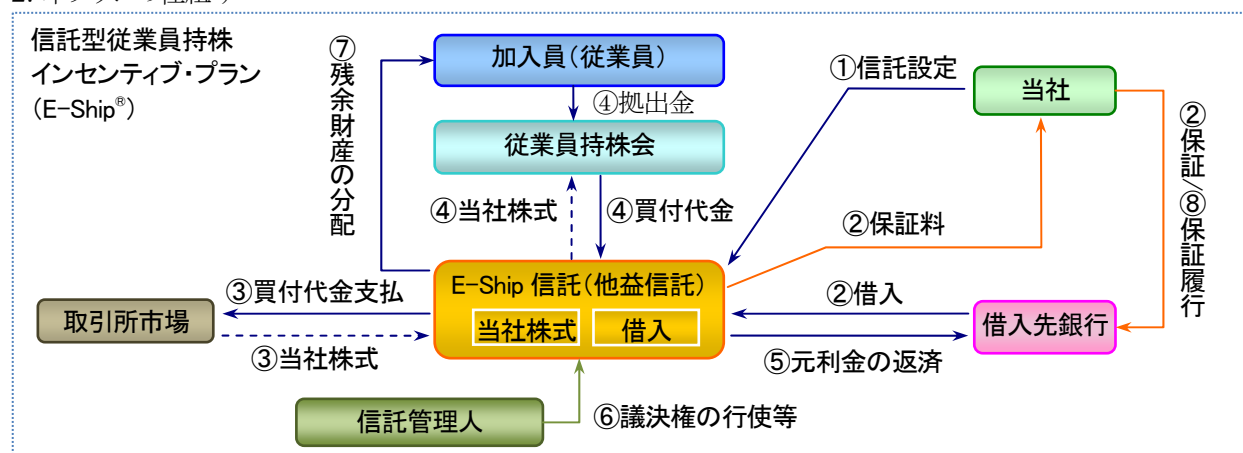 信託型従業員持株
インセンティブ・プラン
(E-Ship®)
⑦残余財産の分配
加入員(従業員)
④拠出金
従業員持株会
①信託設定
当社
②保証/⑧保証履行
④当社株式
④買付代金
②保証料
③買付代金支払
E-Ship 信託(他益信託)
②借入
取引所市場
当社株式
借入
借入先銀行
③当社株式
⑤元利金の返済
信託管理人
⑥議決権の行使等